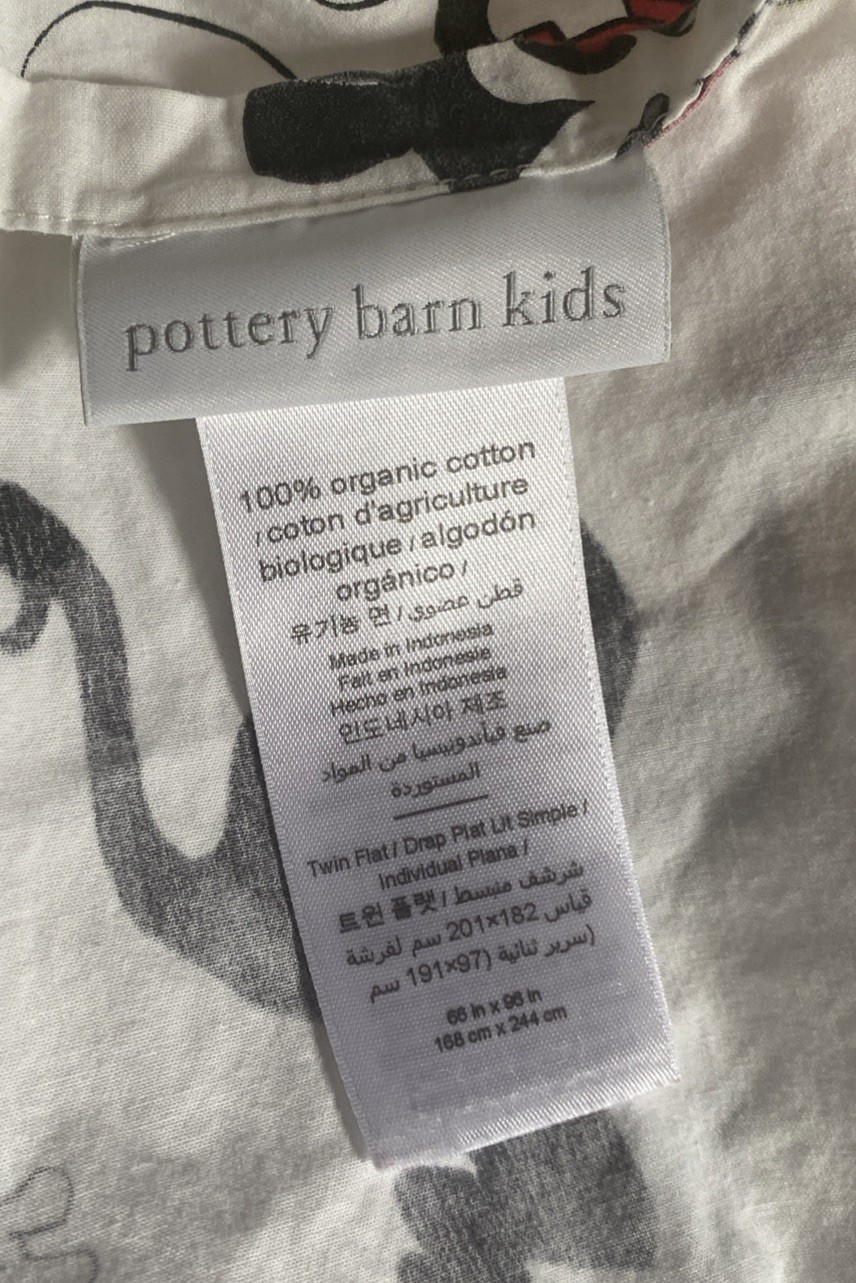 pottery barn kids
100% organic cotton
/ coton d'agriculture
biologique / algodón
orgánico /
유기농 면 / قطن عضوي
Made in Indonesia
Fait en Indonesie
Hecho en Indonesia
인도네시아 제조
صنع في أندونيسيا من المواد
المستوردة
Twin Flat / Drap Plat Lit Simple /
Individual Plana /
트윈 플랫 / شرشف منبسط
قياس 182×201 سم لفرشة
(سرير ثنائية (97×191 سم
66 in x 96 in
168 cm x 244 cm